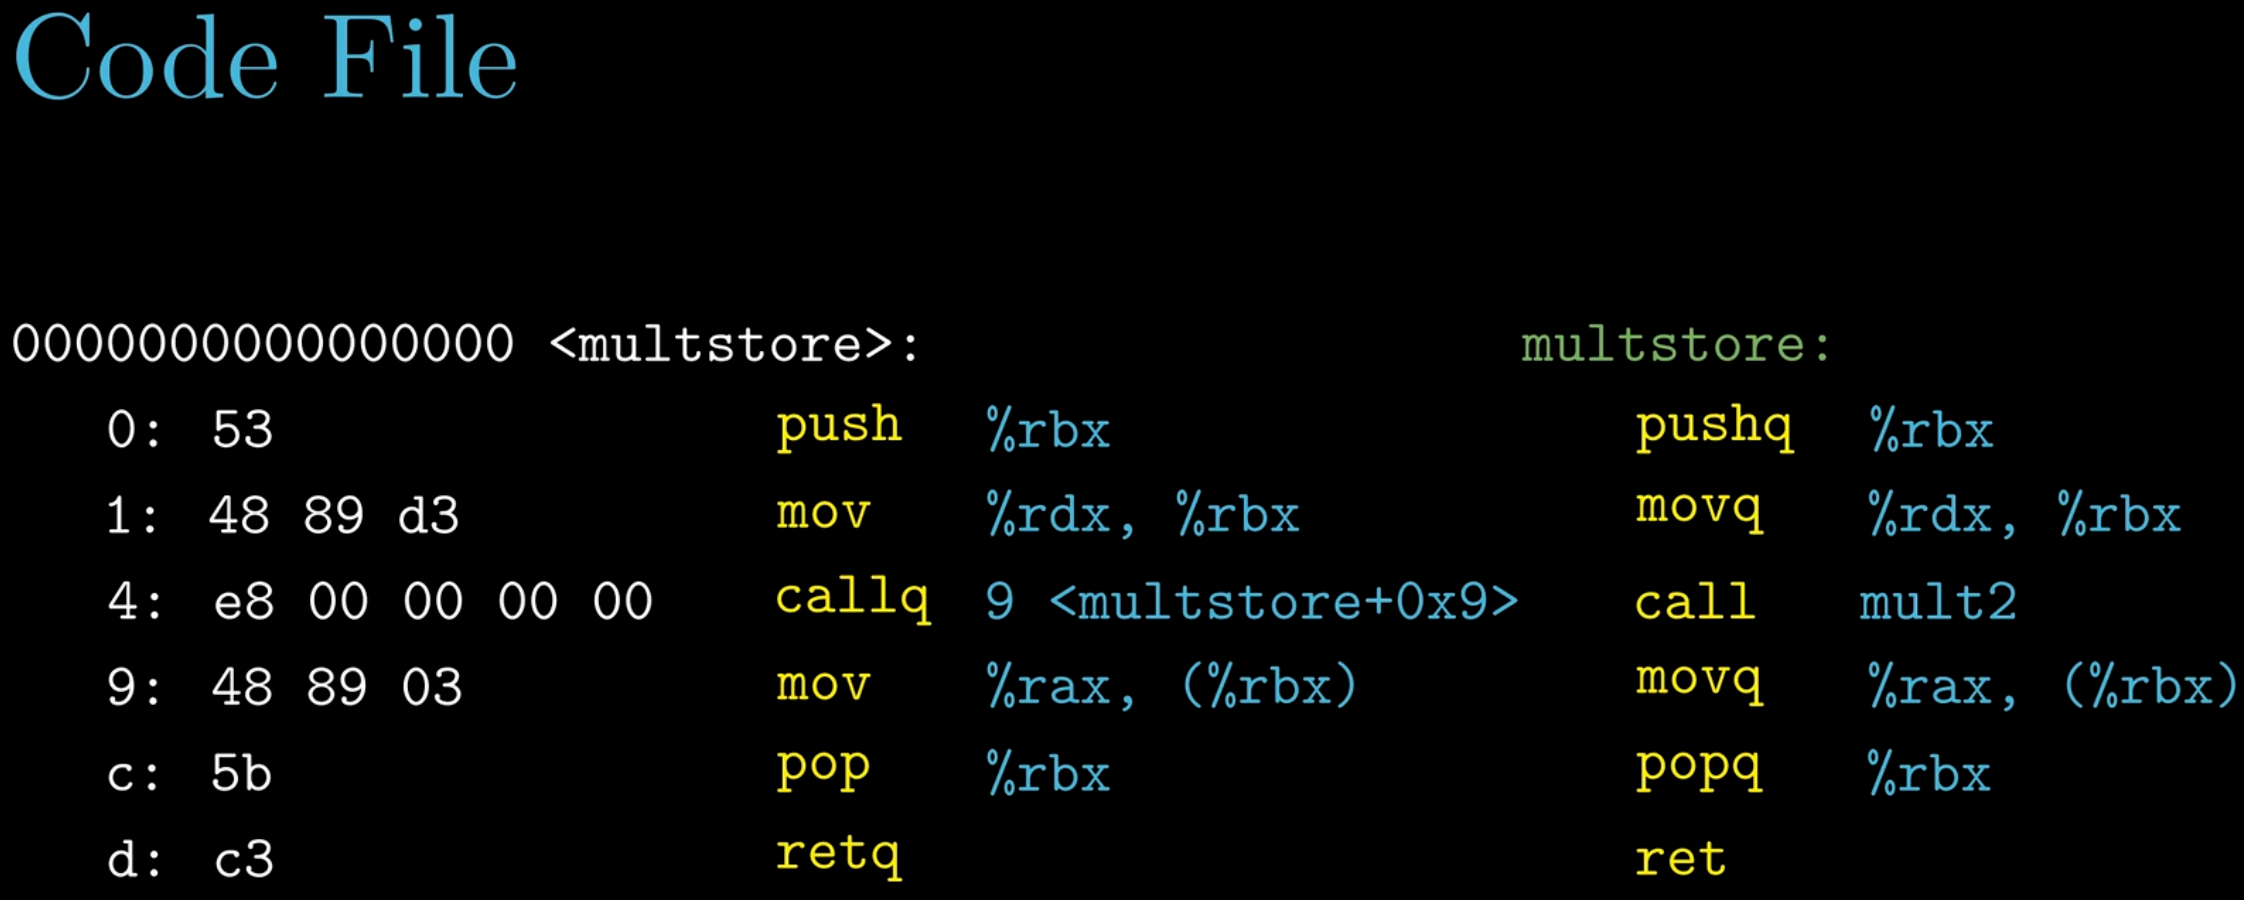 Code File
0000000000000000 <multstore>: multstore:
0: 53 push %rbx pushq %rbx
1: 48 89 d3 mov %rdx, %rbx movq %rdx, %rbx
4: e8 00 00 00 00 callq 9 <multstore+0x9> call mult2
9: 48 89 03 mov %rax, (%rbx) movq %rax, (%rbx)
c: 5b pop %rbx popq %rbx
d: c3 retq ret